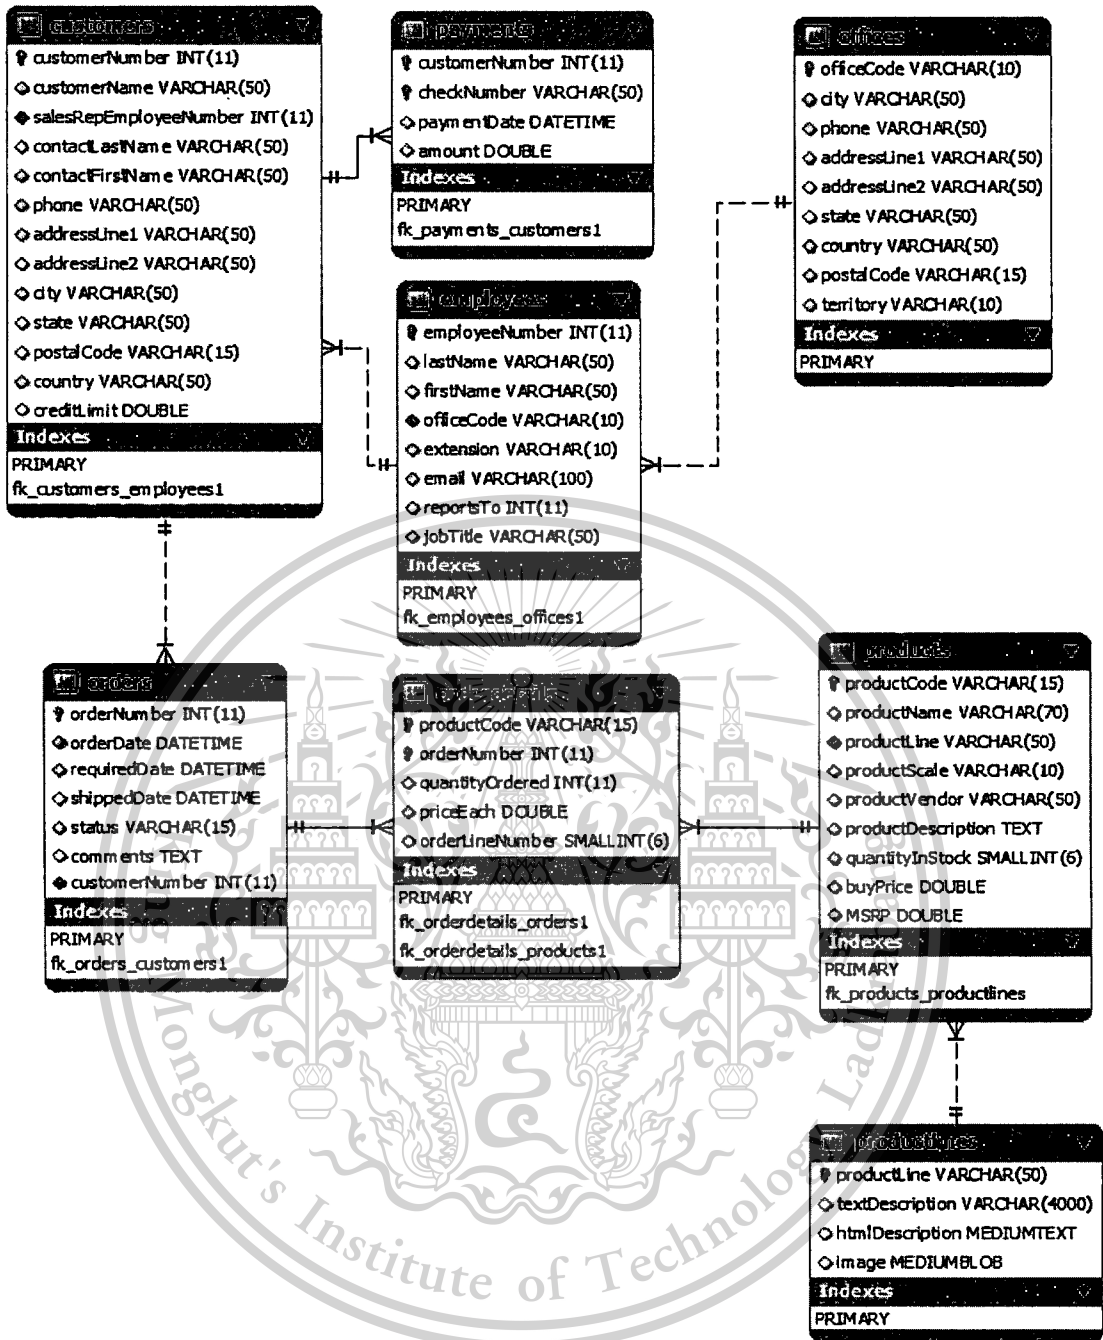 customers
customerNumber INT(11)
customerName VARCHAR(50)
salesRepEmployeeNumber INT(11)
contactLastName VARCHAR(50)
contactFirstName VARCHAR(50)
phone VARCHAR(50)
addressLine1 VARCHAR(50)
addressLine2 VARCHAR(50)
city VARCHAR(50)
state VARCHAR(50)
postalCode VARCHAR(15)
country VARCHAR(50)
creditLimit DOUBLE
Indexes
PRIMARY
fk_customers_employees1
payments
customerNumber INT(11)
checkNumber VARCHAR(50)
paymentDate DATETIME
amount DOUBLE
Indexes
PRIMARY
fk_payments_customers1
offices
officeCode VARCHAR(10)
city VARCHAR(50)
phone VARCHAR(50)
addressLine1 VARCHAR(50)
addressLine2 VARCHAR(50)
state VARCHAR(50)
country VARCHAR(50)
postalCode VARCHAR(15)
territory VARCHAR(10)
Indexes
PRIMARY
employees
employeeNumber INT(11)
lastName VARCHAR(50)
firstName VARCHAR(50)
officeCode VARCHAR(10)
extension VARCHAR(10)
email VARCHAR(100)
reportsTo INT(11)
jobTitle VARCHAR(50)
Indexes
PRIMARY
fk_employees_offices1
orders
orderNumber INT(11)
orderDate DATETIME
requiredDate DATETIME
shippedDate DATETIME
status VARCHAR(15)
comments TEXT
customerNumber INT(11)
Indexes
PRIMARY
fk_orders_customers1
orderdetails
productCode VARCHAR(15)
orderNumber INT(11)
quantityOrdered INT(11)
priceEach DOUBLE
orderLineNumber SMALLINT(6)
Indexes
PRIMARY
fk_orderdetails_orders1
fk_orderdetails_products1
products
productCode VARCHAR(15)
productName VARCHAR(70)
productLine VARCHAR(50)
productScale VARCHAR(10)
productVendor VARCHAR(50)
productDescription TEXT
quantityInStock SMALLINT(6)
buyPrice DOUBLE
MSRP DOUBLE
Indexes
PRIMARY
fk_products_productlines
productlines
productLine VARCHAR(50)
textDescription VARCHAR(4000)
htmlDescription MEDIUMTEXT
image MEDIUMBLOB
Indexes
PRIMARY
Mongkut's Institute of Technology